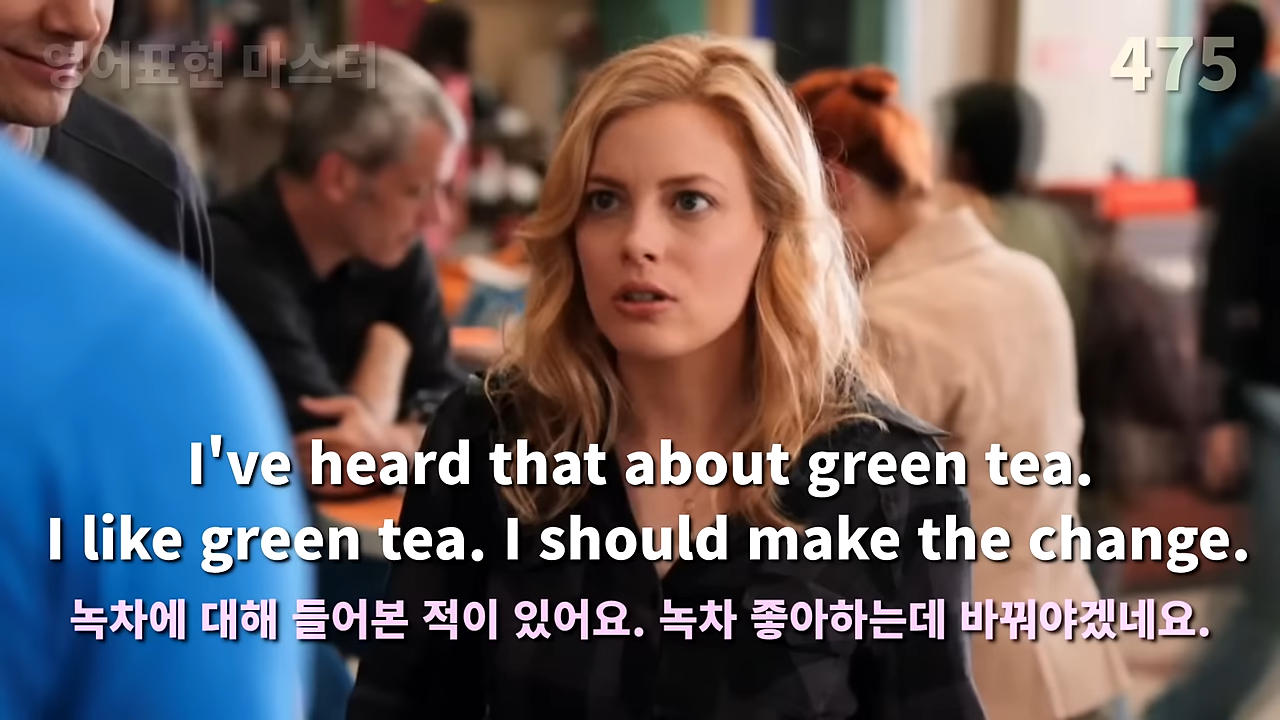 영어표현 마스터
475
I've heard that about green tea.
I like green tea. I should make the change.
녹차에 대해 들어본 적이 있어요. 녹차 좋아하는데 바꿔야겠네요.